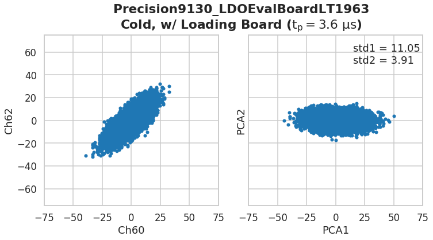 Precision9130_LDOEvalBoardLT1963
Cold, w/ Loading Board (tp = 3.6 µs)
60
40
20
0
−20
−40
−60
Ch62
−75 −50 −25 0 25 50 75
Ch60
std1 = 11.05
std2 = 3.91
PCA2
−75 −50 −25 0 25 50 75
PCA1